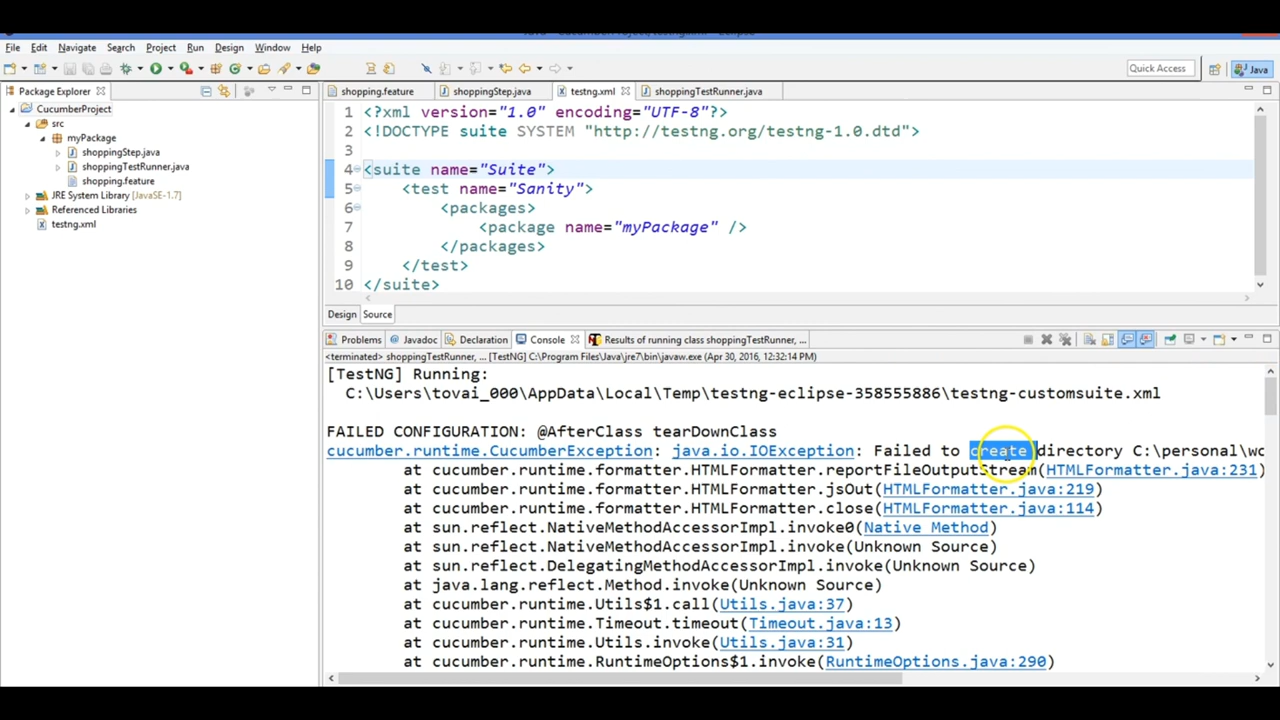 File Edit Navigate Search Project Run Design Window Help
Quick Access Java
Package Explorer
CucumberProject
src
myPackage
shoppingStep.java
shoppingTestRunner.java
shopping.feature
JRE System Library [JavaSE-1.7]
Referenced Libraries
testng.xml
shopping.feature shoppingStep.java testng.xml shoppingTestRunner.java
1 <?xml version="1.0" encoding="UTF-8"?>
2 <!DOCTYPE suite SYSTEM "http://testng.org/testng-1.0.dtd">
3
4 <suite name="Suite">
5 <test name="Sanity">
6 <packages>
7 <package name="myPackage" />
8 </packages>
9 </test>
10 </suite>
Design Source
Problems Javadoc Declaration Console Results of running class shoppingTestRunner, ...
<terminated> shoppingTestRunner, ... [TestNG] C:\Program Files\Java\jre7\bin\javaw.exe (Apr 30, 2016, 12:32:14 PM)
[TestNG] Running:
C:\Users\tovai_000\AppData\Local\Temp\testng-eclipse-358555886\testng-customsuite.xml
FAILED CONFIGURATION: @AfterClass tearDownClass
cucumber.runtime.CucumberException: java.io.IOException: Failed to create directory C:\personal\wo
at cucumber.runtime.formatter.HTMLFormatter.reportFileOutputStream(HTMLFormatter.java:231)
at cucumber.runtime.formatter.HTMLFormatter.jsOut(HTMLFormatter.java:219)
at cucumber.runtime.formatter.HTMLFormatter.close(HTMLFormatter.java:114)
at sun.reflect.NativeMethodAccessorImpl.invoke0(Native Method)
at sun.reflect.NativeMethodAccessorImpl.invoke(Unknown Source)
at sun.reflect.DelegatingMethodAccessorImpl.invoke(Unknown Source)
at java.lang.reflect.Method.invoke(Unknown Source)
at cucumber.runtime.Utils$1.call(Utils.java:37)
at cucumber.runtime.Timeout.timeout(Timeout.java:13)
at cucumber.runtime.Utils.invoke(Utils.java:31)
at cucumber.runtime.RuntimeOptions$1.invoke(RuntimeOptions.java:290)